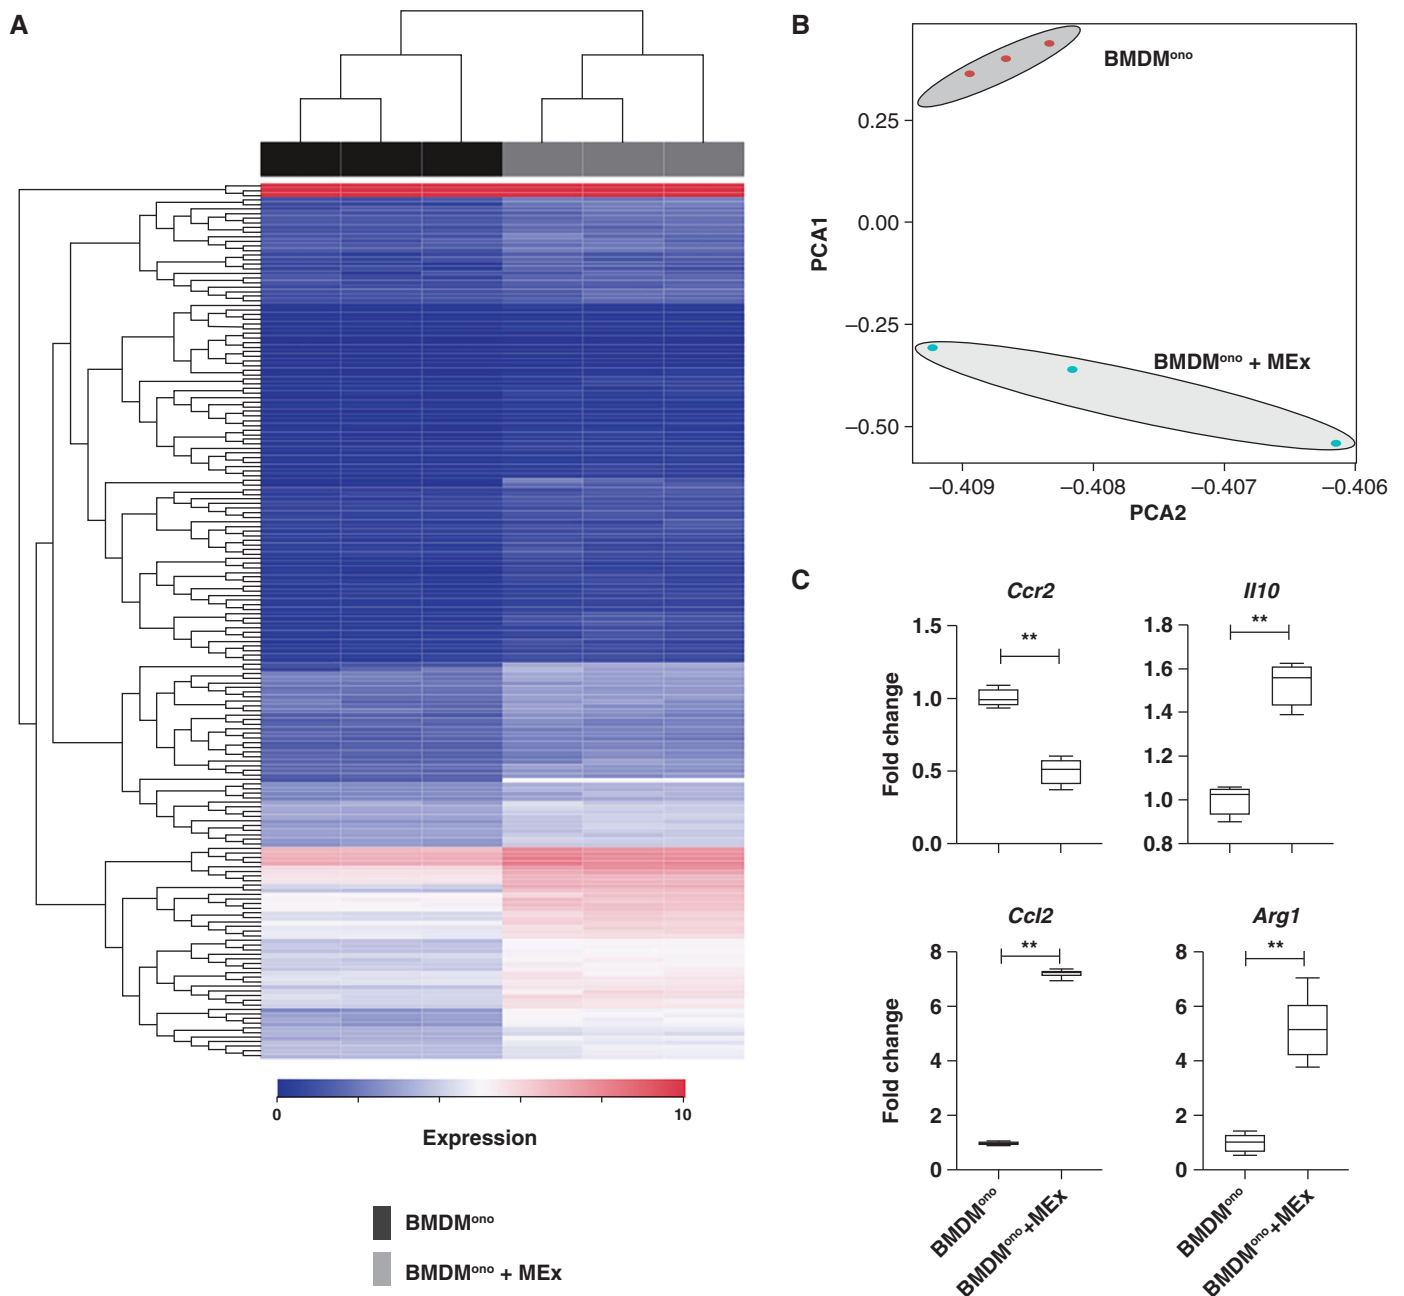 A
0
10
Expression
BMDMᵒⁿᵒ
BMDMᵒⁿᵒ + MEx
B
BMDMᵒⁿᵒ
BMDMᵒⁿᵒ + MEx
PCA1
0.25
0.00
–0.25
–0.50
–0.409
–0.408
–0.407
–0.406
PCA2
C
Ccr2
**
Fold change
1.5
1.0
0.5
0.0
Il10
**
1.8
1.6
1.4
1.2
1.0
0.8
Ccl2
**
Fold change
8
6
4
2
0
BMDMᵒⁿᵒ
BMDMᵒⁿᵒ+MEx
Arg1
**
8
6
4
2
0
BMDMᵒⁿᵒ
BMDMᵒⁿᵒ+MEx